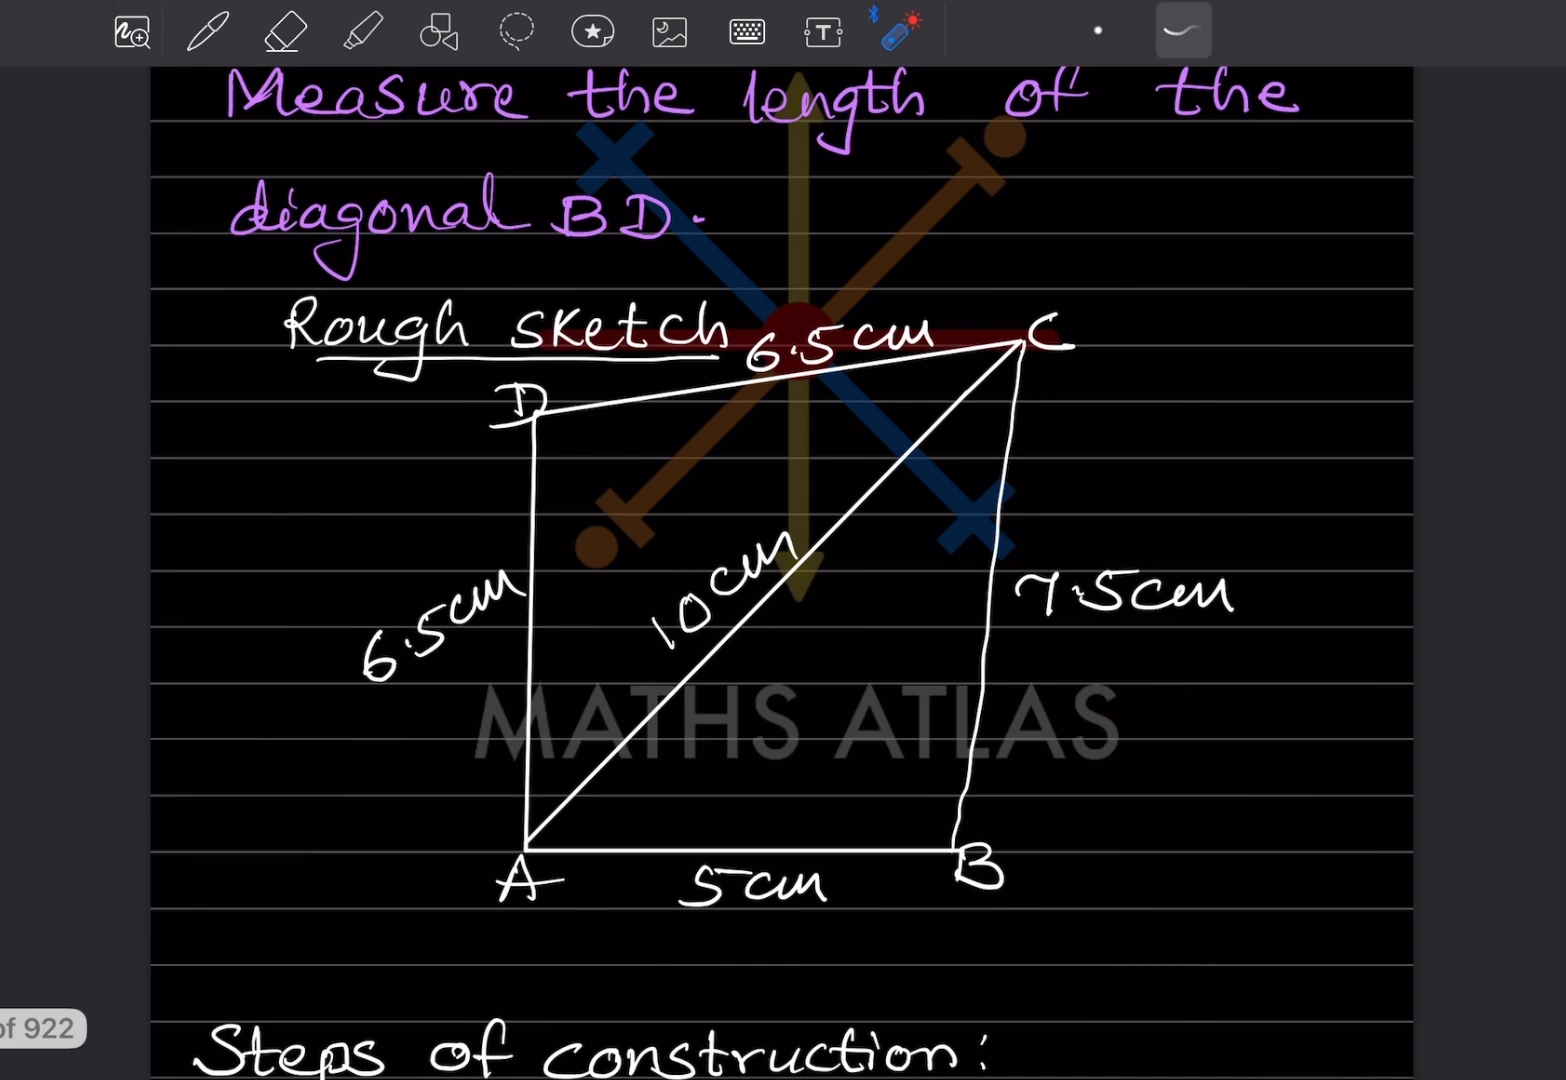 Measure the length of the
diagonal BD.
Rough sketch
6.5cm
C
D
6.5cm
10cm
7.5cm
MATHS ATLAS
A
5cm
B
of 922
Steps of construction: